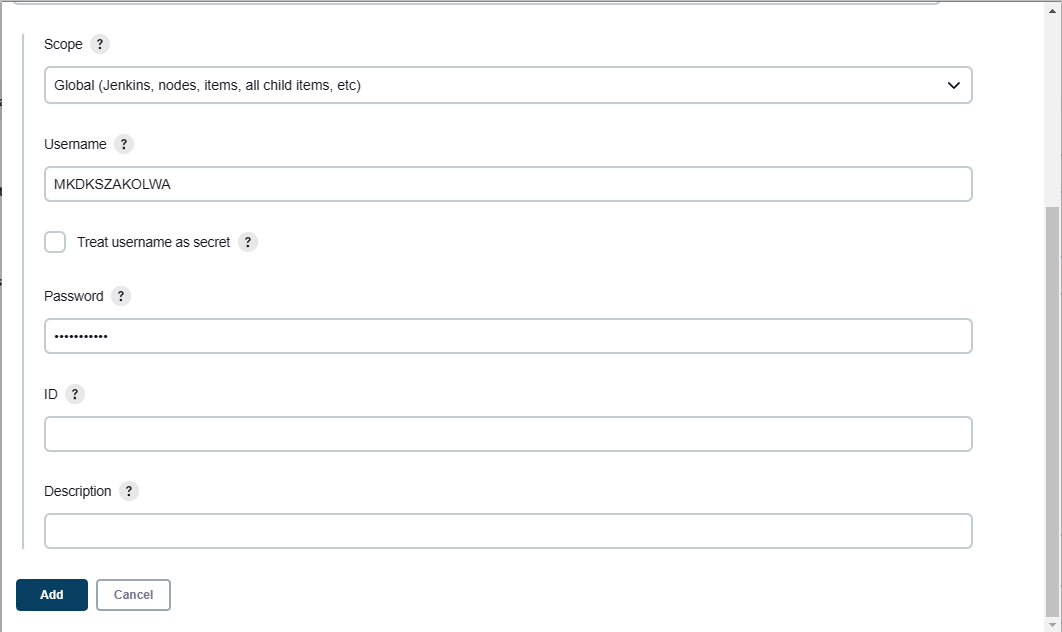 Scope ?
Global (Jenkins, nodes, items, all child items, etc)
Username ?
MKDKSZAKOLWA
Treat username as secret ?
Password ?
•••••••••••
ID ?
Description ?
Add Cancel